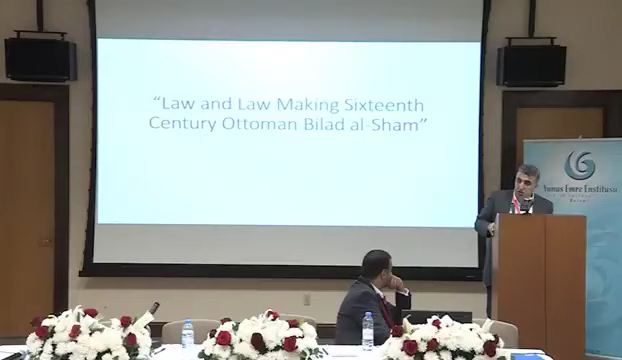 “Law and Law Making Sixteenth
Century Ottoman Bilad al-Sham”
Yunus Emre Enstitüsü